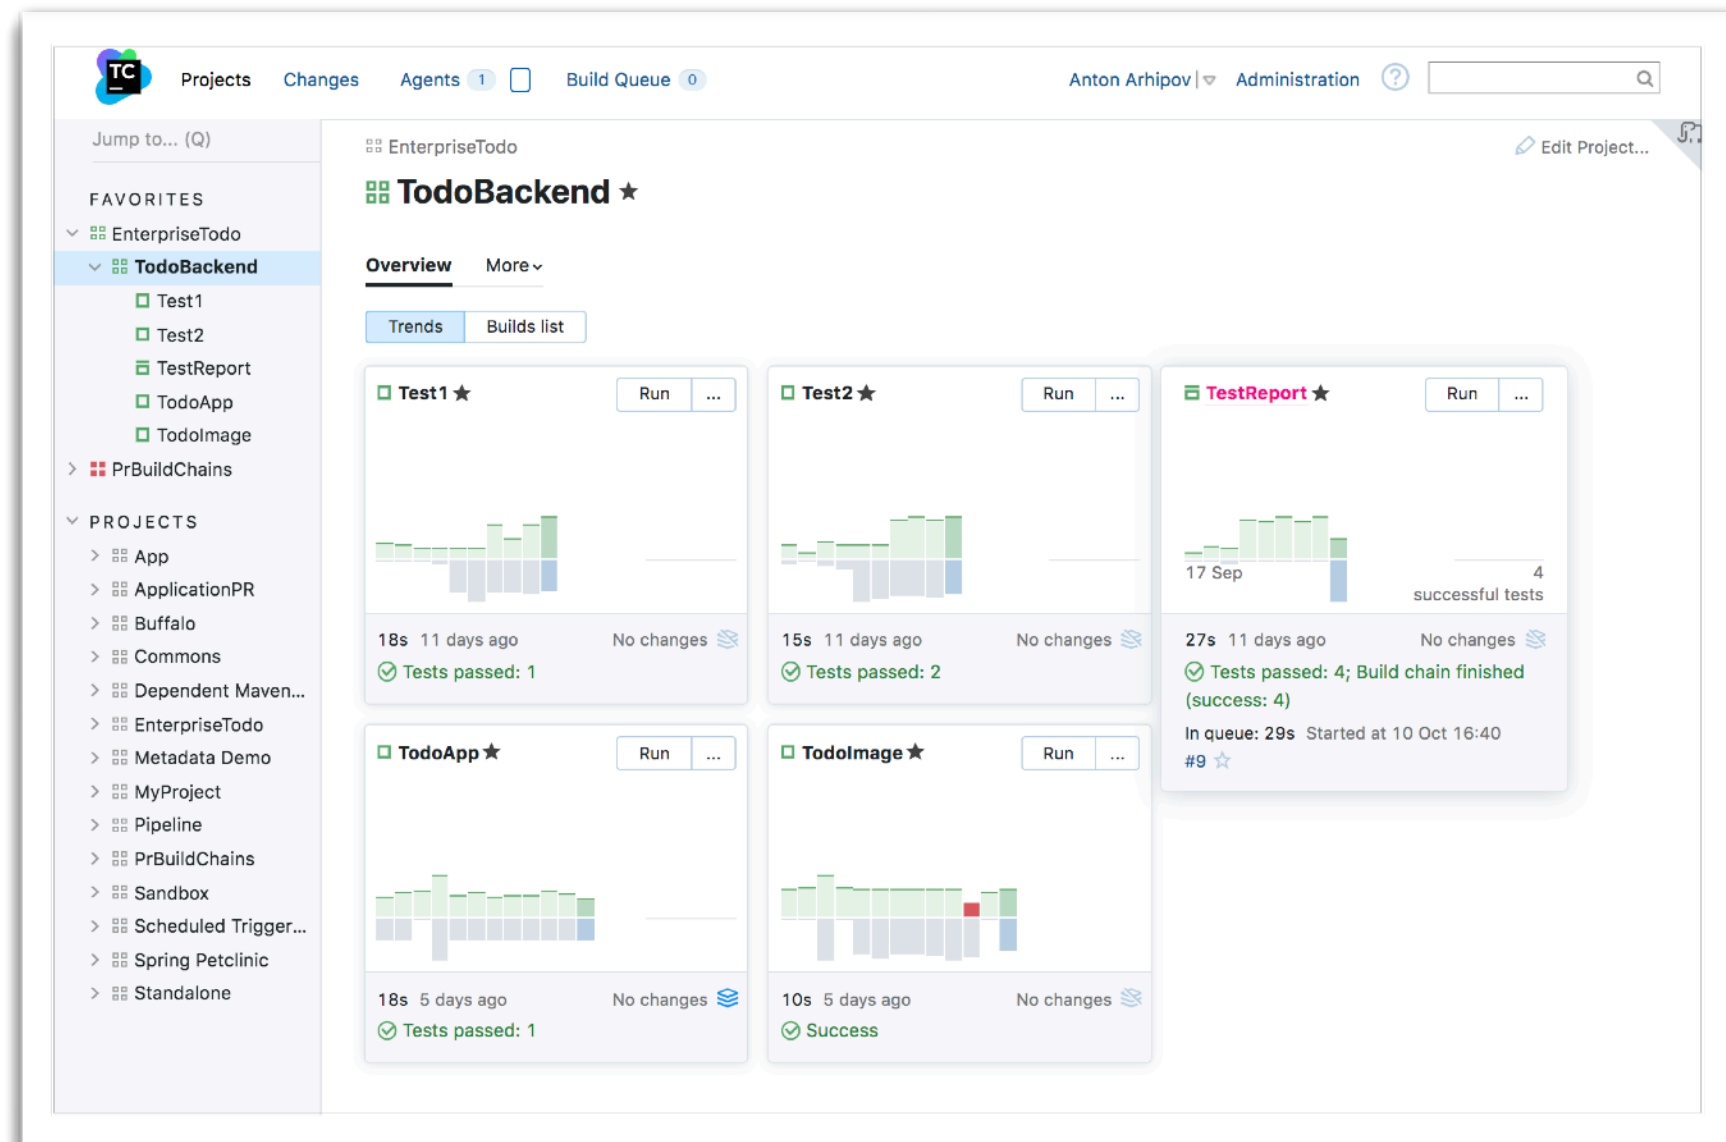 TC
Projects
Changes
Agents 1
Build Queue 0
Anton Arhipov
Administration
?
Jump to... (Q)
FAVORITES
EnterpriseTodo
TodoBackend
Test1
Test2
TestReport
TodoApp
TodoImage
PrBuildChains
PROJECTS
App
ApplicationPR
Buffalo
Commons
Dependent Maven...
EnterpriseTodo
Metadata Demo
MyProject
Pipeline
PrBuildChains
Sandbox
Scheduled Trigger...
Spring Petclinic
Standalone
EnterpriseTodo
Edit Project...
TodoBackend
Overview
More
Trends
Builds list
Test1
Run
...
18s 11 days ago
No changes
Tests passed: 1
Test2
Run
...
15s 11 days ago
No changes
Tests passed: 2
TestReport
Run
...
17 Sep
4
successful tests
27s 11 days ago
No changes
Tests passed: 4; Build chain finished
(success: 4)
In queue: 29s Started at 10 Oct 16:40
#9
TodoApp
Run
...
18s 5 days ago
No changes
Tests passed: 1
TodoImage
Run
...
10s 5 days ago
No changes
Success